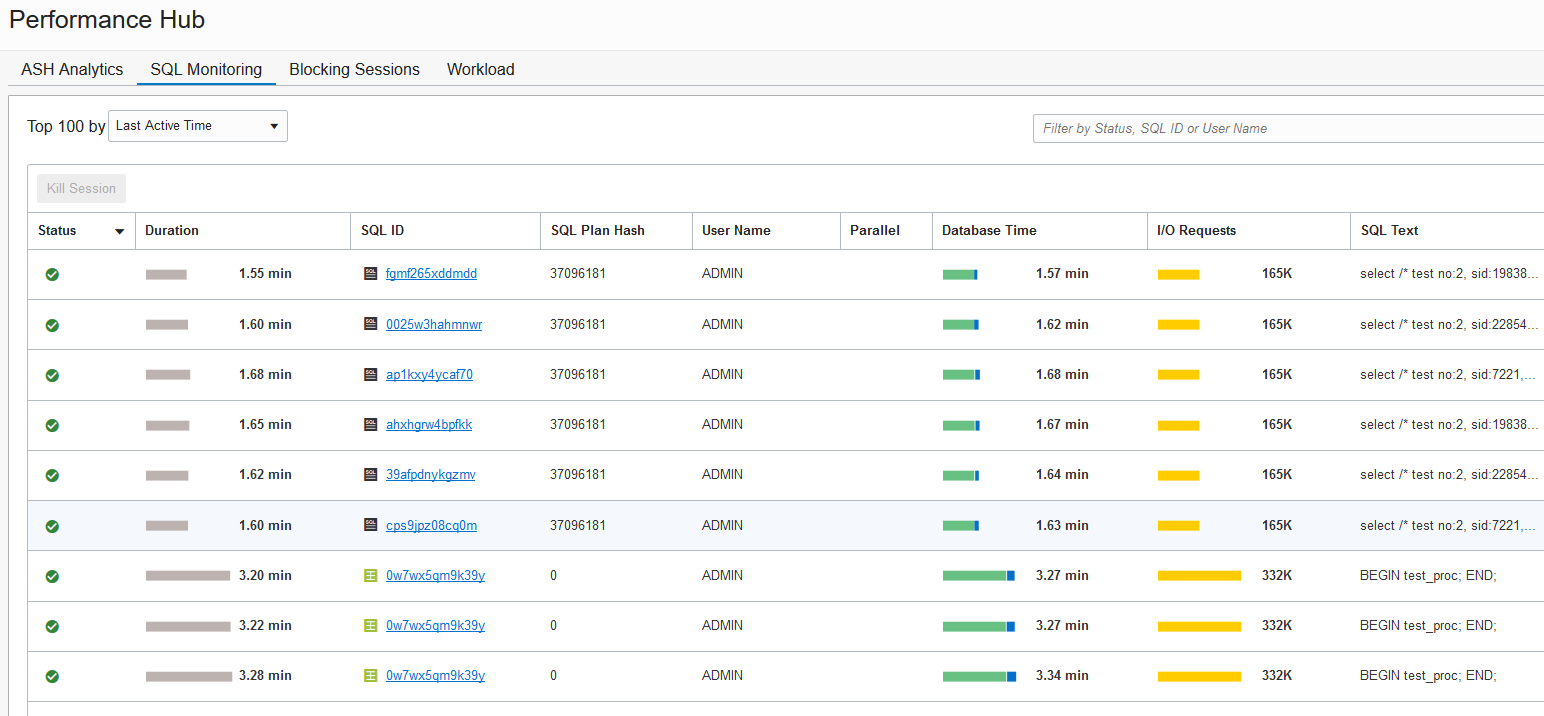 Performance Hub
ASH Analytics SQL Monitoring Blocking Sessions Workload
Top 100 by Last Active Time Filter by Status, SQL ID or User Name
Kill Session
Status Duration SQL ID SQL Plan Hash User Name Parallel Database Time I/O Requests SQL Text
1.55 min SQL fgmf265xddmdd 37096181 ADMIN 1.57 min 165K select /* test no:2, sid:19838...
1.60 min SQL 0025w3hahmnwr 37096181 ADMIN 1.62 min 165K select /* test no:2, sid:22854...
1.68 min SQL ap1kxy4ycaf70 37096181 ADMIN 1.68 min 165K select /* test no:2, sid:7221,...
1.65 min SQL ahxhgrw4bpfkk 37096181 ADMIN 1.67 min 165K select /* test no:2, sid:19838...
1.62 min SQL 39afpdnykgzmv 37096181 ADMIN 1.64 min 165K select /* test no:2, sid:22854...
1.60 min SQL cps9jpz08cq0m 37096181 ADMIN 1.63 min 165K select /* test no:2, sid:7221,...
3.20 min 0w7wx5qm9k39y 0 ADMIN 3.27 min 332K BEGIN test_proc; END;
3.22 min 0w7wx5qm9k39y 0 ADMIN 3.27 min 332K BEGIN test_proc; END;
3.28 min 0w7wx5qm9k39y 0 ADMIN 3.34 min 332K BEGIN test_proc; END;